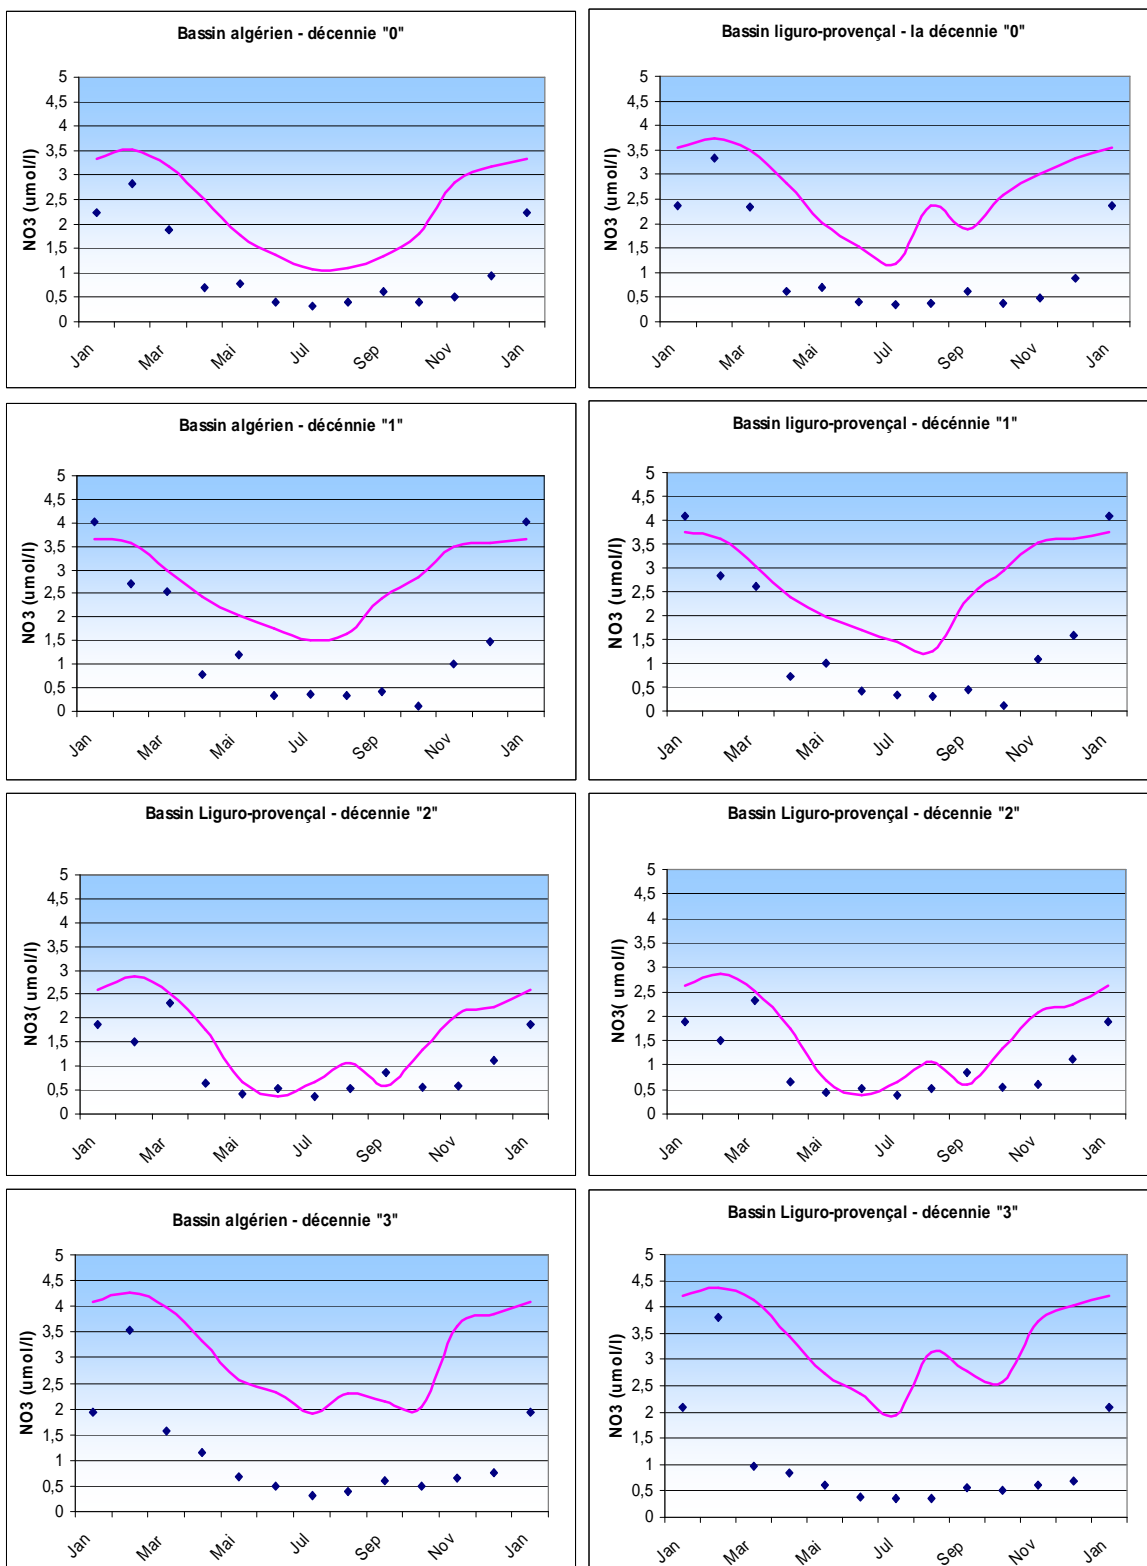 Bassin algérien - décennie "0"
NO3 (umol/l)
5
4,5
4
3,5
3
2,5
2
1,5
1
0,5
0
Jan
Mar
Mai
Jul
Sep
Nov
Jan
Bassin liguro-provençal - la décennie "0"
NO3 (umol/l)
5
4,5
4
3,5
3
2,5
2
1,5
1
0,5
0
Jan
Mar
Mai
Jul
Sep
Nov
Jan
Bassin algérien - décénnie "1"
NO3 (umol/l)
5
4,5
4
3,5
3
2,5
2
1,5
1
0,5
0
Jan
Mar
Mai
Jul
Sep
Nov
Jan
Bassin liguro-provençal - décénnie "1"
NO3 (umol/l)
5
4,5
4
3,5
3
2,5
2
1,5
1
0,5
0
Jan
Mar
Mai
Jul
Sep
Nov
Jan
Bassin Liguro-provençal - décennie "2"
NO3( umol/l)
5
4,5
4
3,5
3
2,5
2
1,5
1
0,5
0
Jan
Mar
Mai
Jul
Sep
Nov
Jan
Bassin Liguro-provençal - décennie "2"
NO3( umol/l)
5
4,5
4
3,5
3
2,5
2
1,5
1
0,5
0
Jan
Mar
Mai
Jul
Sep
Nov
Jan
Bassin algérien - décennie "3"
NO3 (umol/l)
5
4,5
4
3,5
3
2,5
2
1,5
1
0,5
0
Jan
Mar
Mai
Jul
Sep
Nov
Jan
Bassin Liguro-provençal - décennie "3"
NO3 (umol/l)
5
4,5
4
3,5
3
2,5
2
1,5
1
0,5
0
Jan
Mar
Mai
Jul
Sep
Nov
Jan